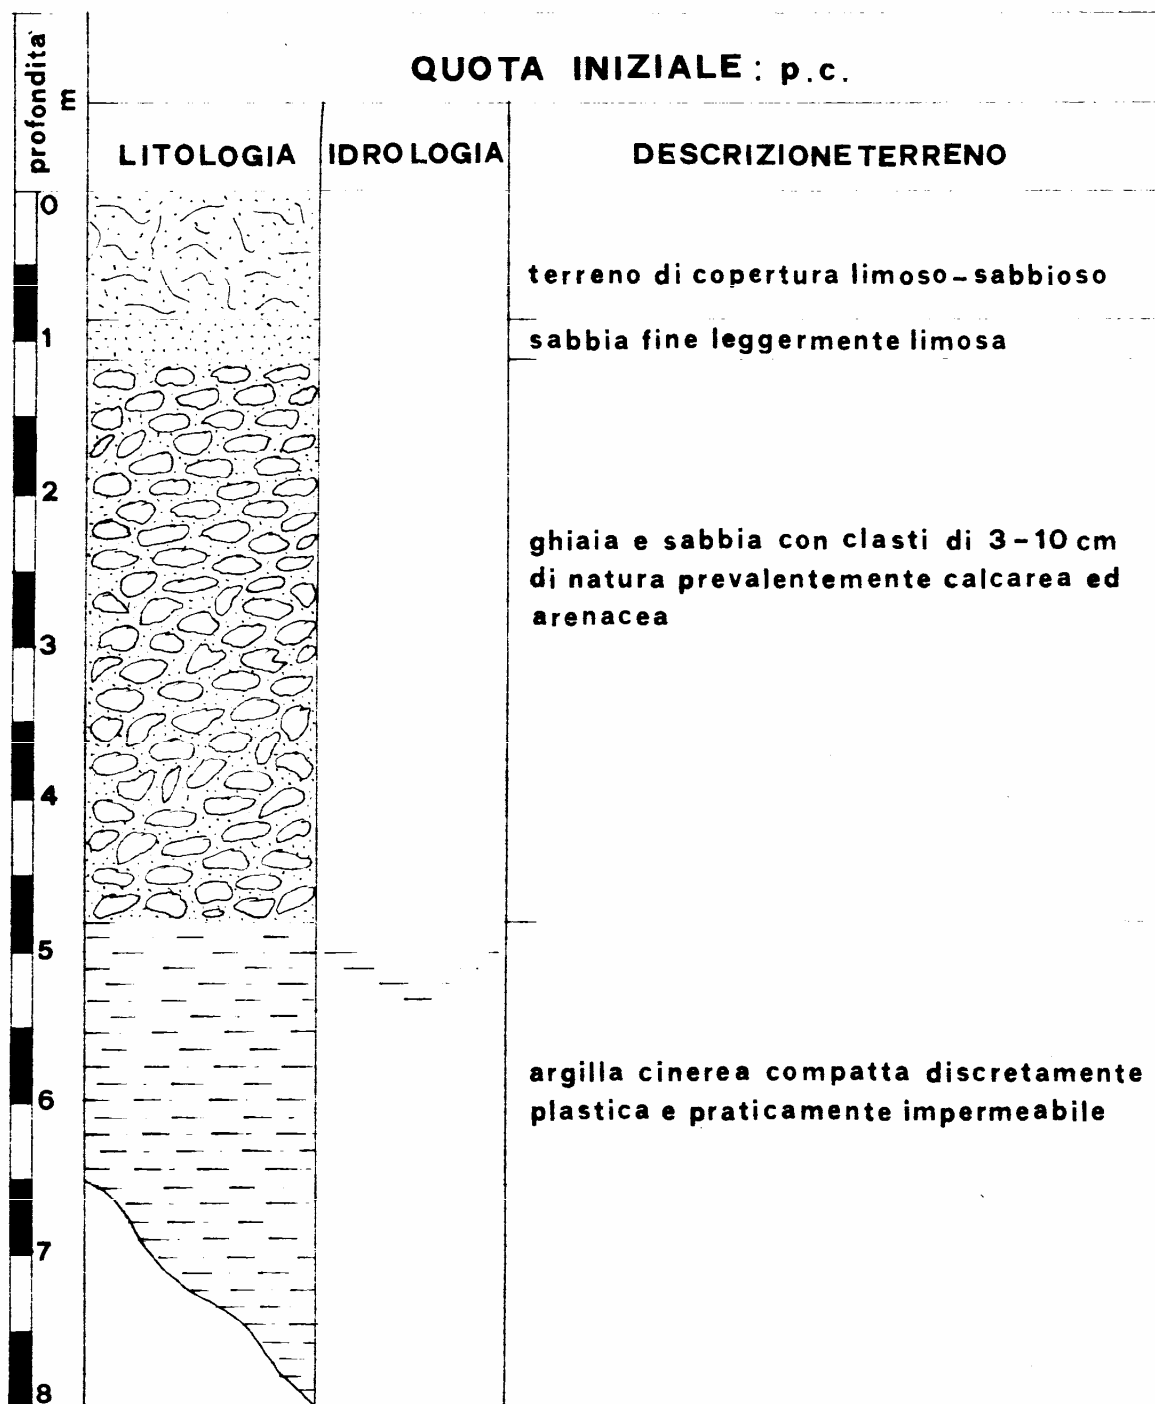 QUOTA INIZIALE: p.c.
profondità m
LITOLOGIA
IDROLOGIA
DESCRIZIONE TERRENO
0
terreno di copertura limoso-sabbioso
1
sabbia fine leggermente limosa
2
ghiaia e sabbia con clasti di 3-10 cm
di natura prevalentemente calcarea ed
arenacea
3
4
5
argilla cinerea compatta discretamente
plastica e praticamente impermeabile
6
7
8